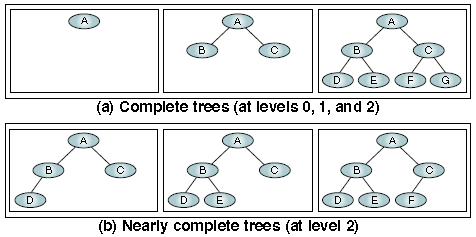 A A A
B C B C
D E F G
(a) Complete trees (at levels 0, 1, and 2)
A A A
B C B C B C
D D E D E F
(b) Nearly complete trees (at level 2)